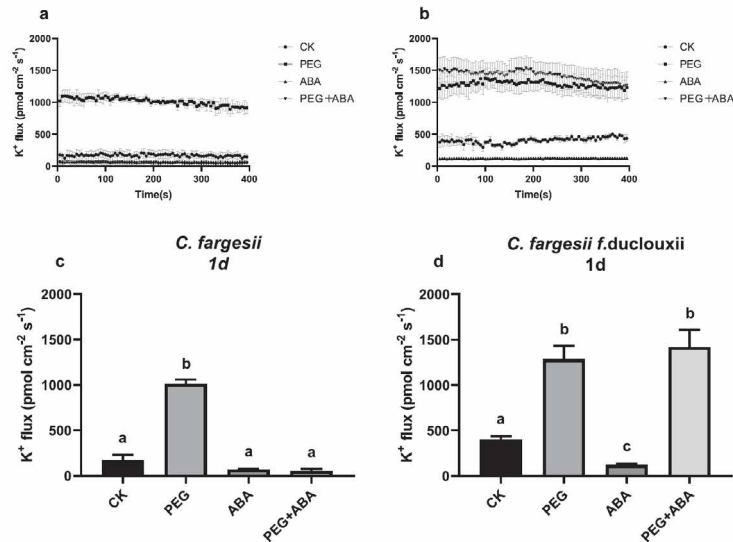 a
K⁺ flux (pmol cm⁻² s⁻¹)
2000
1500
1000
500
0
0 100 200 300 400
Time(s)
CK
PEG
ABA
PEG+ABA
b
K⁺ flux (pmol cm⁻² s⁻¹)
2000
1500
1000
500
0
0 100 200 300 400
Time(s)
CK
PEG
ABA
PEG+ABA
c
C. fargesii
1d
K⁺ flux (pmol cm⁻² s⁻¹)
2000
1500
1000
500
0
a
b
a
a
CK
PEG
ABA
PEG+ABA
d
C. fargesii f.duclouxii
1d
K⁺ flux (pmol cm⁻² s⁻¹)
2000
1500
1000
500
0
a
b
c
b
CK
PEG
ABA
PEG+ABA